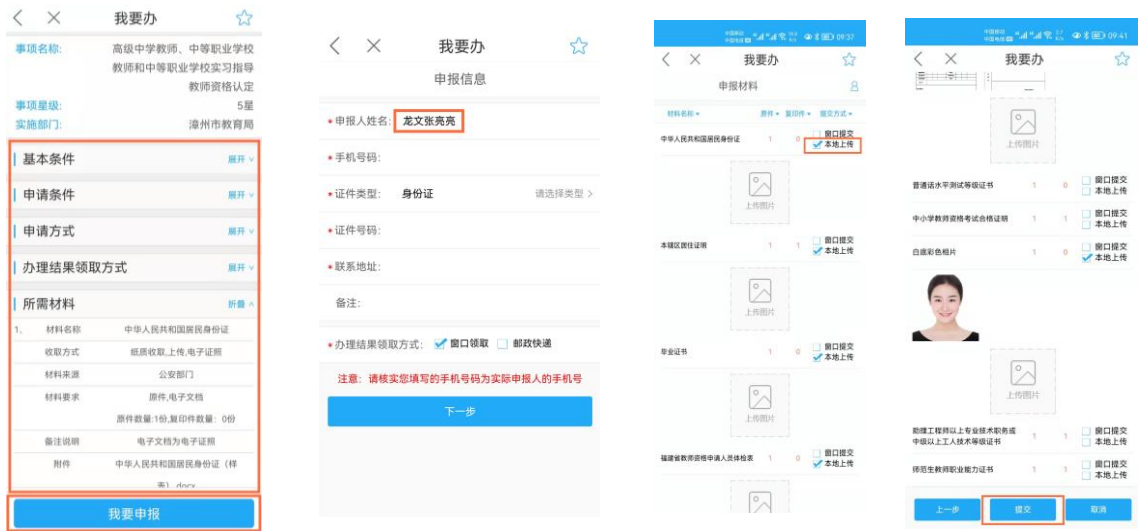 我要办
事项名称: 高级中学教师、中等职业学校
教师和中等职业学校实习指导
教师资格认定
事项星级: 5星
实施部门: 漳州市教育局
基本条件 展开
申请条件 展开
申请方式 展开
办理结果领取方式 展开
所需材料 折叠
1、 材料名称 中华人民共和国居民身份证
收取方式 纸质收取,上传,电子证照
材料来源 公安部门
材料要求 原件,电子文档
原件数量:1份,复印件数量: 0份
备注说明 电子文档为电子证照
附件 中华人民共和国居民身份证（样
表）.docx
我要申报
我要办
申报信息
*申报人姓名: 龙文张亮亮
*手机号码:
*证件类型: 身份证 请选择类型 >
*证件号码:
*联系地址:
备注:
*办理结果领取方式: 窗口领取 邮政快递
注意: 请核实您填写的手机号码为实际申报人的手机号
下一步
中国移动
中国电信 09:37
我要办
申报材料
材料名称 原件 复印件 提交方式
中华人民共和国居民身份证 1 0 窗口提交
本地上传
上传图片
本辖区居住证明 1 1 窗口提交
本地上传
上传图片
毕业证书 1 0 窗口提交
本地上传
上传图片
福建省教师资格申请人员体检表 1 0 窗口提交
本地上传
中国移动
中国电信 09:41
我要办
上传图片
普通话水平测试等级证书 1 0 窗口提交
本地上传
中小学教师资格考试合格证明 1 1 窗口提交
本地上传
白底彩色相片 1 0 窗口提交
本地上传
上传图片
助理工程师以上专业技术职务或
中级以上工人技术等级证书 1 1 窗口提交
本地上传
师范生教师职业能力证书 1 1 窗口提交
本地上传
上一步 提交 取消